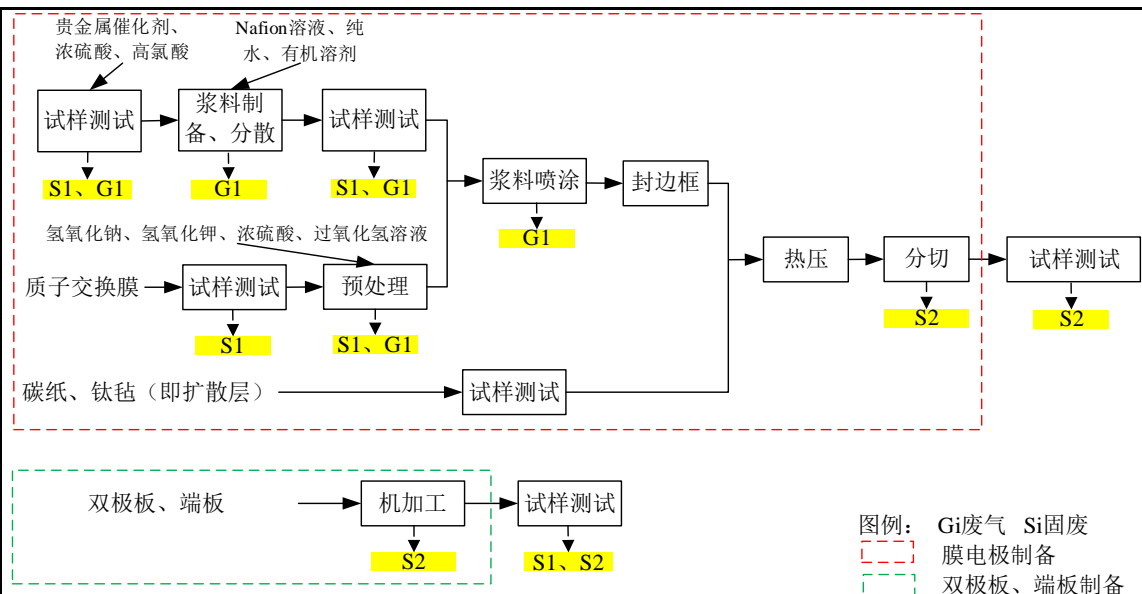 贵金属催化剂、
浓硫酸、高氯酸
Nafion溶液、纯
水、有机溶剂
试样测试
浆料制
备、分散
试样测试
S1、G1
G1
S1、G1
浆料喷涂
封边框
G1
氢氧化钠、氢氧化钾、浓硫酸、过氧化氢溶液
质子交换膜
试样测试
预处理
热压
分切
试样测试
S1
S1、G1
S2
S2
碳纸、钛毡（即扩散层）
试样测试
双极板、端板
机加工
试样测试
S2
S1、S2
图例： Gi废气 Si固废
膜电极制备
双极板、端板制备